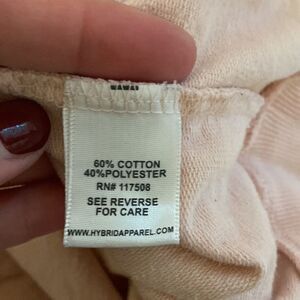 60% COTTON
40%POLYESTER
RN# 117508
SEE REVERSE
FOR CARE
WWW.HYBRIDAPPAREL.COM